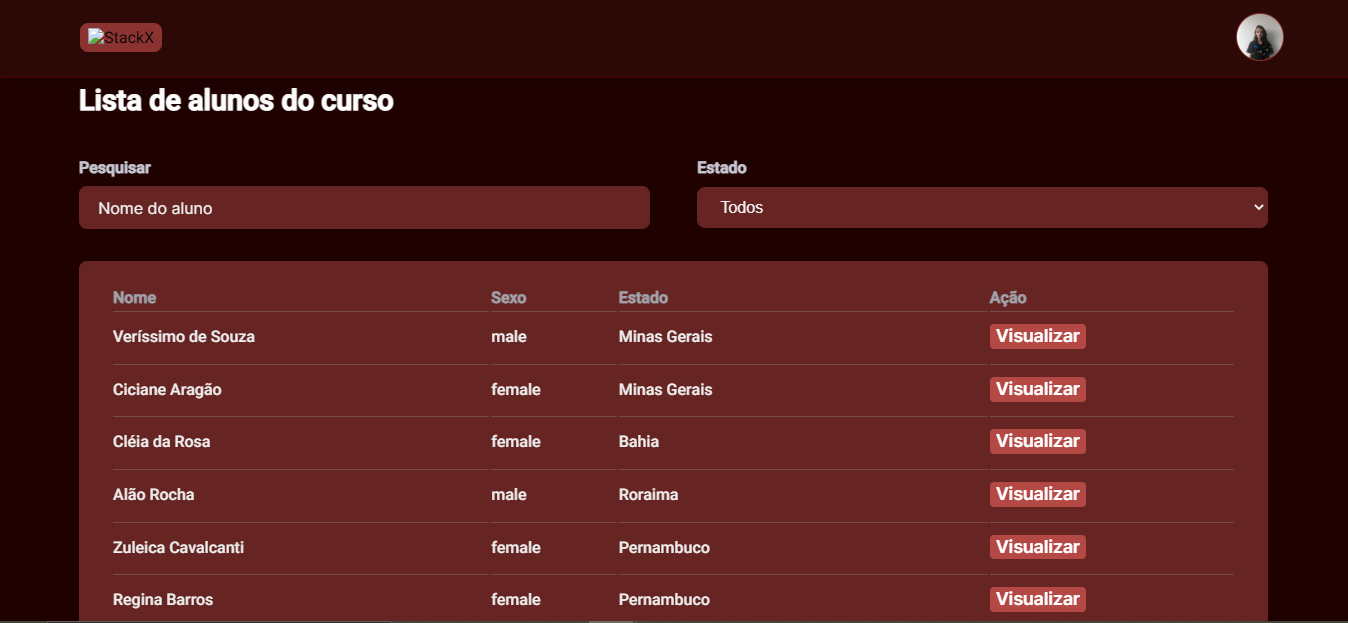 StackX
Lista de alunos do curso
Pesquisar Estado
Nome do aluno Todos
Nome Sexo Estado Ação
Veríssimo de Souza male Minas Gerais Visualizar
Ciciane Aragão female Minas Gerais Visualizar
Cléia da Rosa female Bahia Visualizar
Alão Rocha male Roraima Visualizar
Zuleica Cavalcanti female Pernambuco Visualizar
Regina Barros female Pernambuco Visualizar